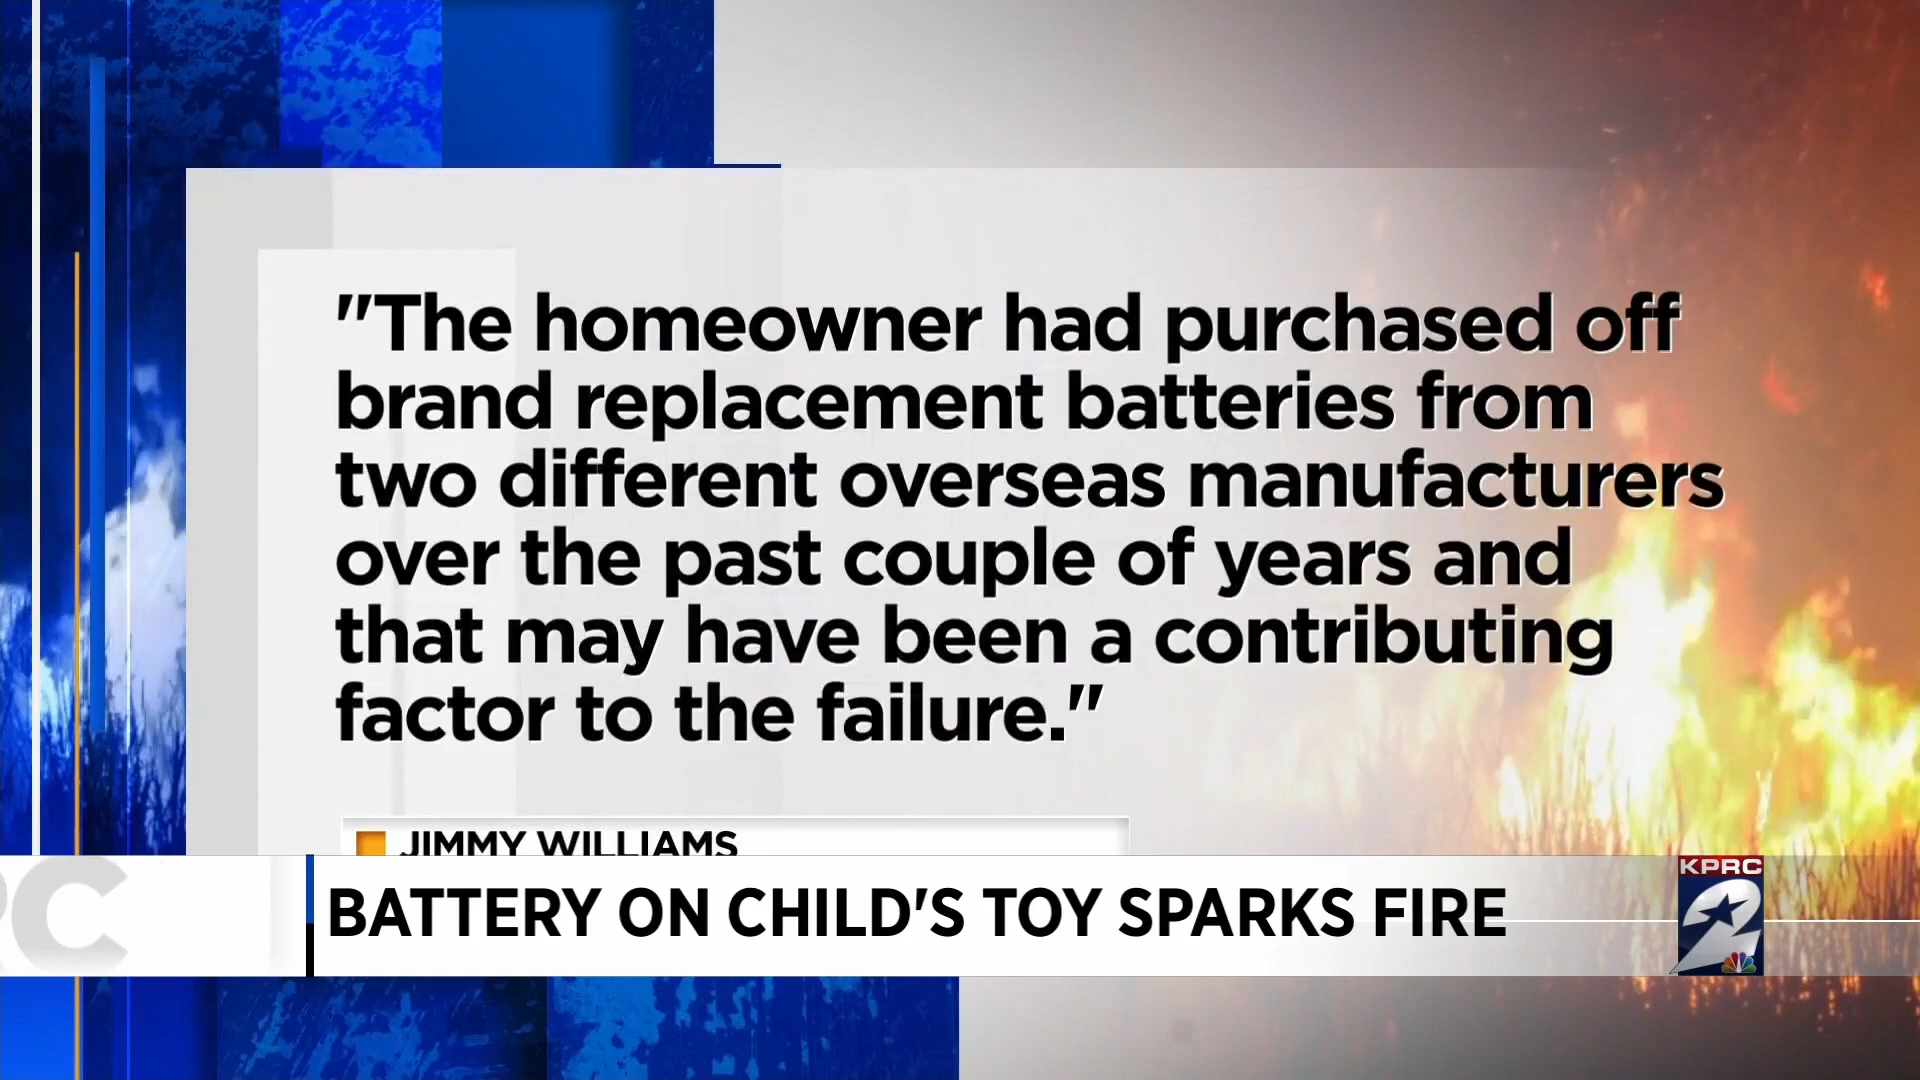 "The homeowner had purchased off
brand replacement batteries from
two different overseas manufacturers
over the past couple of years and
that may have been a contributing
factor to the failure."
JIMMY WILLIAMS
RC
BATTERY ON CHILD'S TOY SPARKS FIRE
KPRC
2